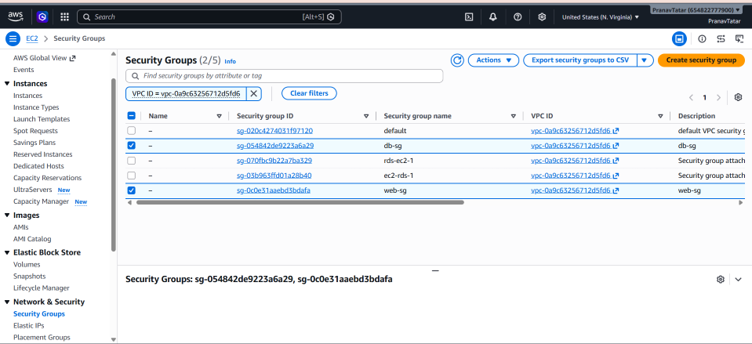 PranavTatar (654822777900) ▼
aws
Search
[Alt+S]
United States (N. Virginia) ▼
PranavTatar
EC2 > Security Groups
AWS Global View
Events
Instances
Instances
Instance Types
Launch Templates
Spot Requests
Savings Plans
Reserved Instances
Dedicated Hosts
Capacity Reservations
UltraServers New
Capacity Manager New
Images
AMIs
AMI Catalog
Elastic Block Store
Volumes
Snapshots
Lifecycle Manager
Network & Security
Security Groups
Elastic IPs
Placement Groups
Security Groups (2/5) Info
Actions
Export security groups to CSV
Create security group
Find security groups by attribute or tag
VPC ID = vpc-0a9c63256712d5fd6
Clear filters
1
Name Security group ID Security group name VPC ID Description
– sg-020c4274031f97120 default vpc-0a9c63256712d5fd6 default VPC security g
– sg-054842de9223a6a29 db-sg vpc-0a9c63256712d5fd6 db-sg
– sg-070fbc9b22a7ba329 rds-ec2-1 vpc-0a9c63256712d5fd6 Security group attach
– sg-03b963ffd01a28b40 ec2-rds-1 vpc-0a9c63256712d5fd6 Security group attach
– sg-0c0e31aaebd3bdafa web-sg vpc-0a9c63256712d5fd6 web-sg
Security Groups: sg-054842de9223a6a29, sg-0c0e31aaebd3bdafa